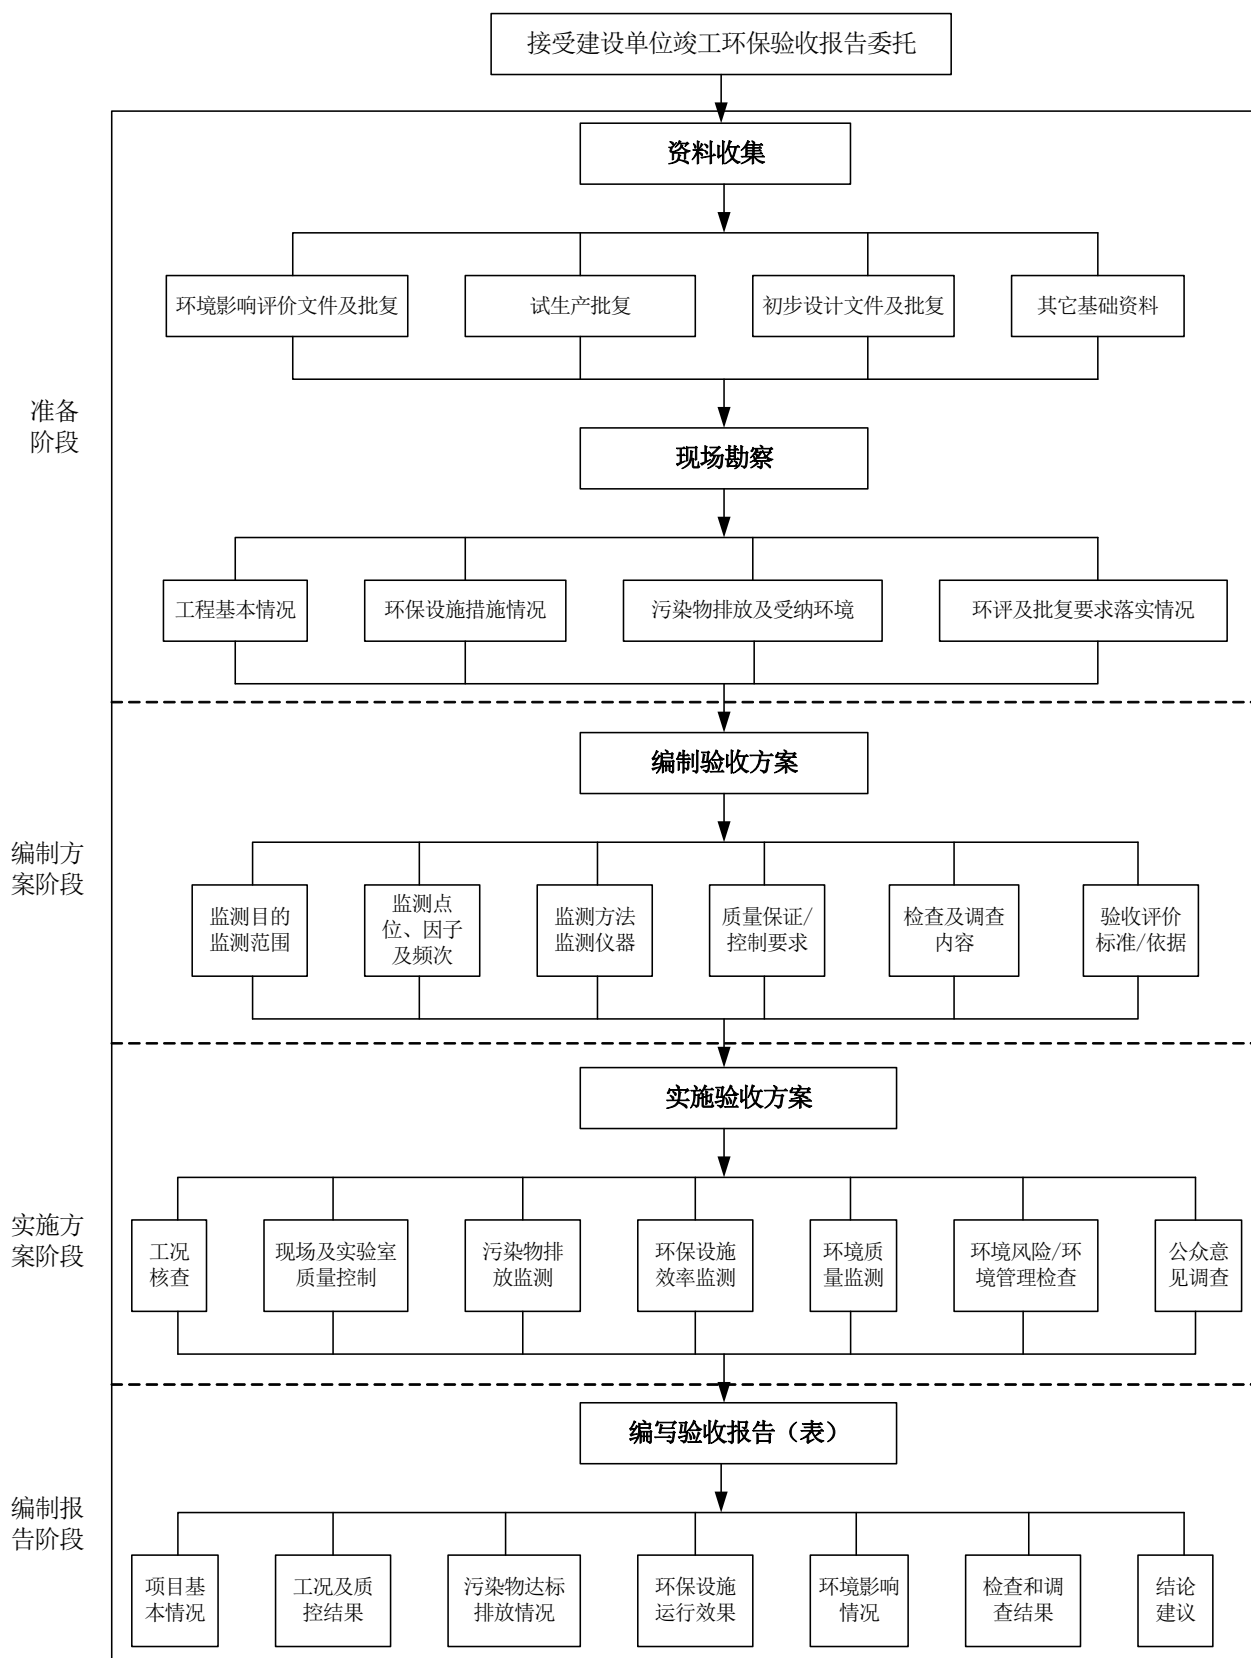 接受建设单位竣工环保验收报告委托
资料收集
环境影响评价文件及批复
试生产批复
初步设计文件及批复
其它基础资料
准备
阶段
现场勘察
工程基本情况
环保设施措施情况
污染物排放及受纳环境
环评及批复要求落实情况
编制验收方案
编制方
案阶段
监测目的
监测范围
监测点
位、因子
及频次
监测方法
监测仪器
质量保证/
控制要求
检查及调查
内容
验收评价
标准/依据
实施验收方案
实施方
案阶段
工况
核查
现场及实验室
质量控制
污染物排
放监测
环保设施
效率监测
环境质
量监测
环境风险/环
境管理检查
公众意
见调查
编写验收报告（表）
编制报
告阶段
项目基
本情况
工况及质
控结果
污染物达标
排放情况
环保设施
运行效果
环境影响
情况
检查和调
查结果
结论
建议